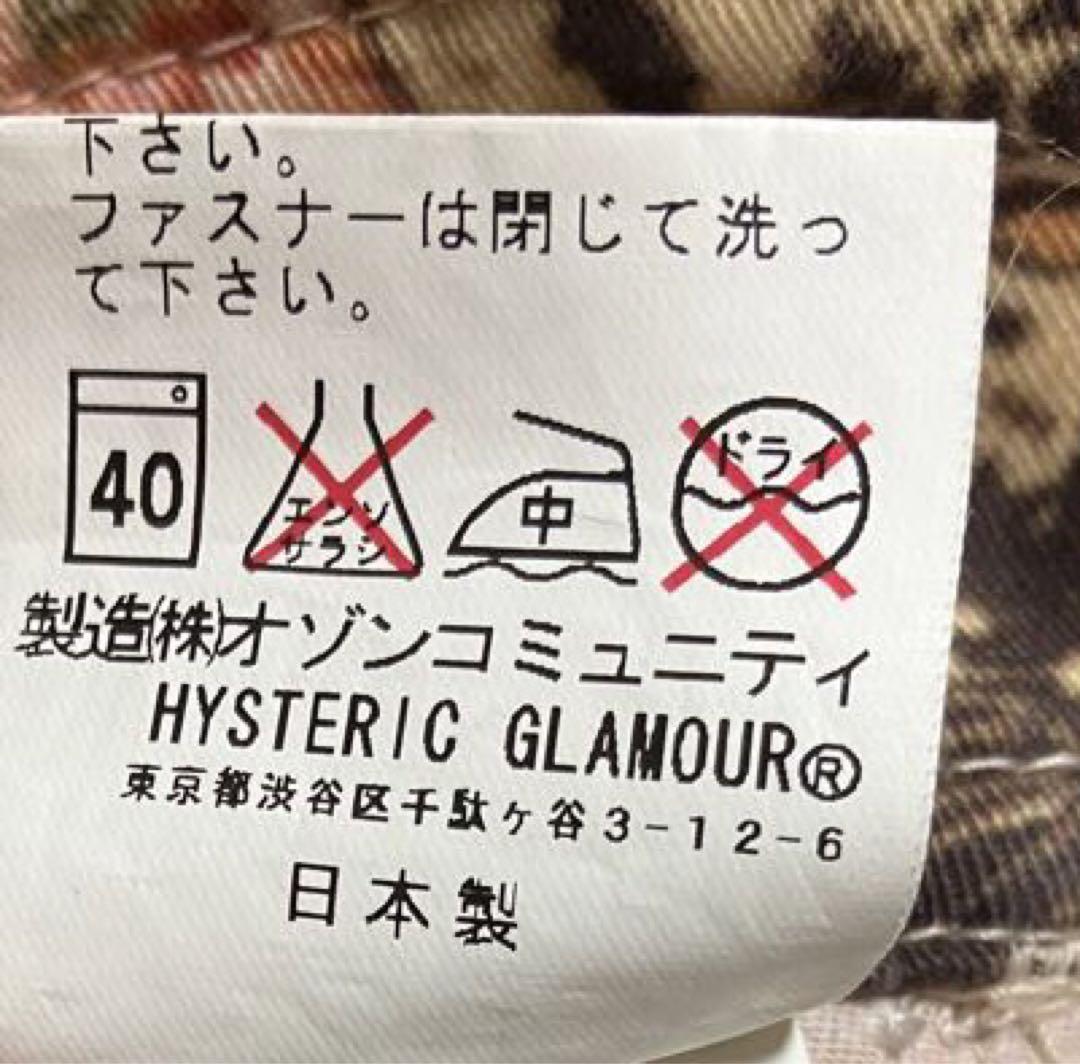 下さい。
ファスナーは閉じて洗っ
て下さい。
40
エンソ
サラシ
中
ドライ
製造㈱オゾンコミュニティ
HYSTERIC GLAMOUR®
東京都渋谷区千駄ヶ谷3-12-6
日本製